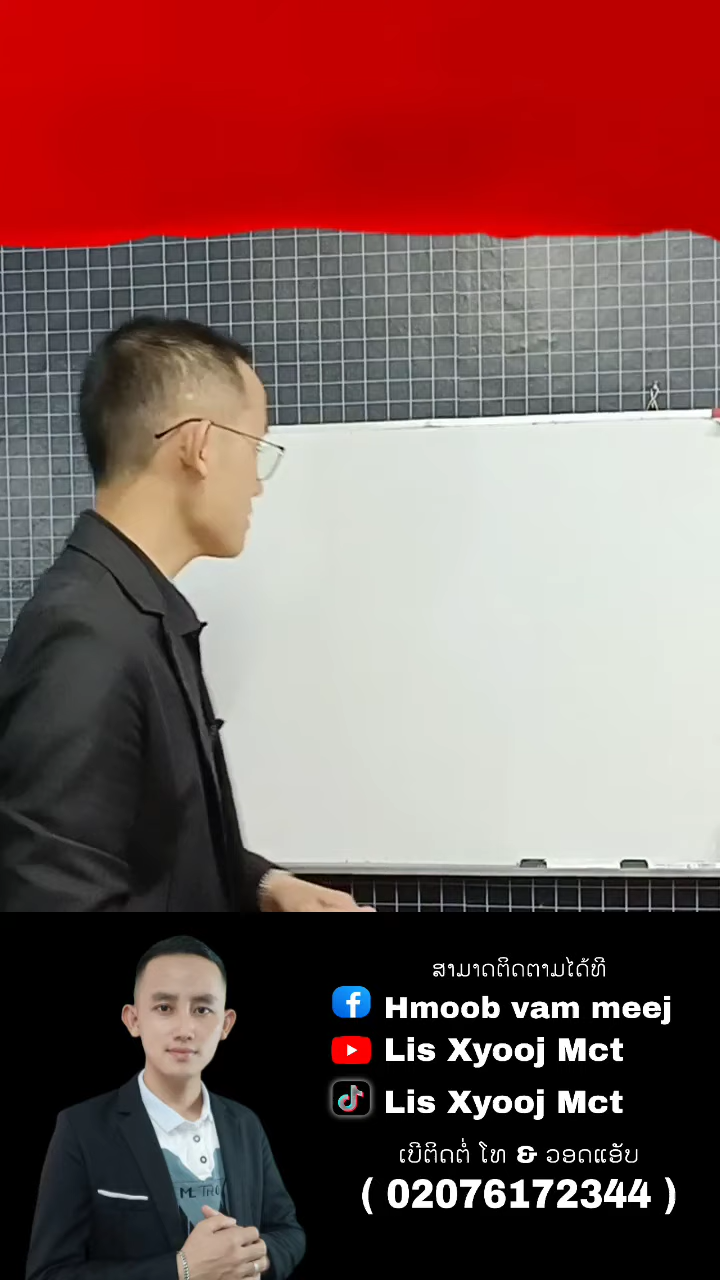 ສາມາດຕິດຕາມໄດ້ທີ
Hmoob vam meej
Lis Xyooj Mct
Lis Xyooj Mct
ເບີຕິດຕໍ່ ໂທ & ວອດແອັບ
( 02076172344 )